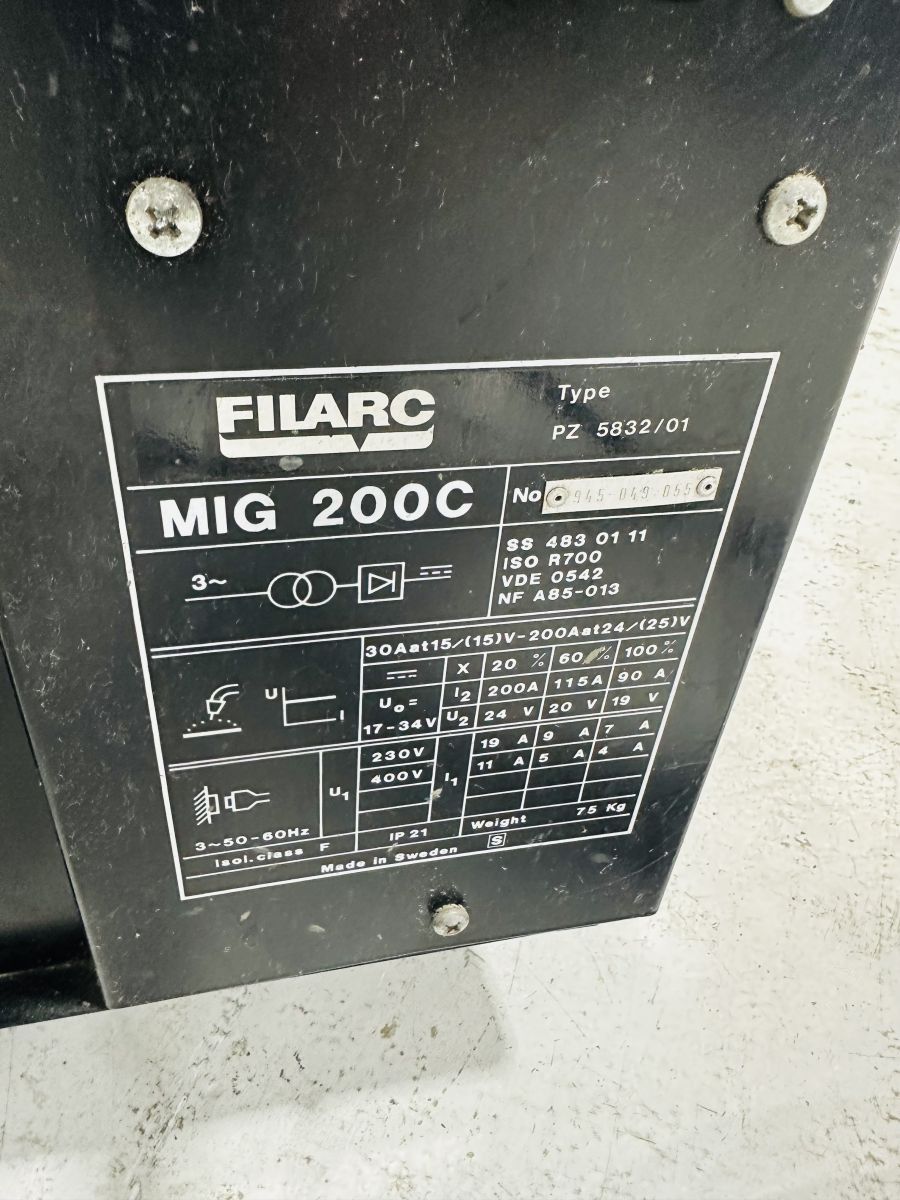 FILARC
Type
PZ 5832/01
MIG 200C
No 945-049-065
SS 483 01 11
ISO R700
VDE 0542
NF A85-013
3~
30Aat15/(15)V-200Aat24/(25)V
X 20 % 60 % 100 %
U I
U₀=
17-34V
I₂ 200A 115A 90 A
U₂ 24 V 20 V 19 V
U₁ 230V I₁ 19 A 9 A 7 A
400V 11 A 5 A 4 A
3~50-60Hz
Isol.class F IP 21 Weight 75 Kg
Made in Sweden S